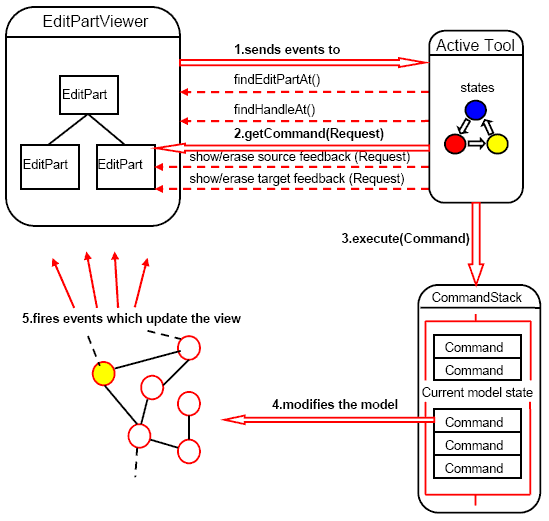 EditPartViewer
EditPart
EditPart
EditPart
1.sends events to
findEditPartAt()
findHandleAt()
2.getCommand(Request)
show/erase source feedback (Request)
show/erase target feedback (Request)
Active Tool
states
3.execute(Command)
CommandStack
Command
Command
Current model state
Command
Command
Command
4.modifies the model
5.fires events which update the view